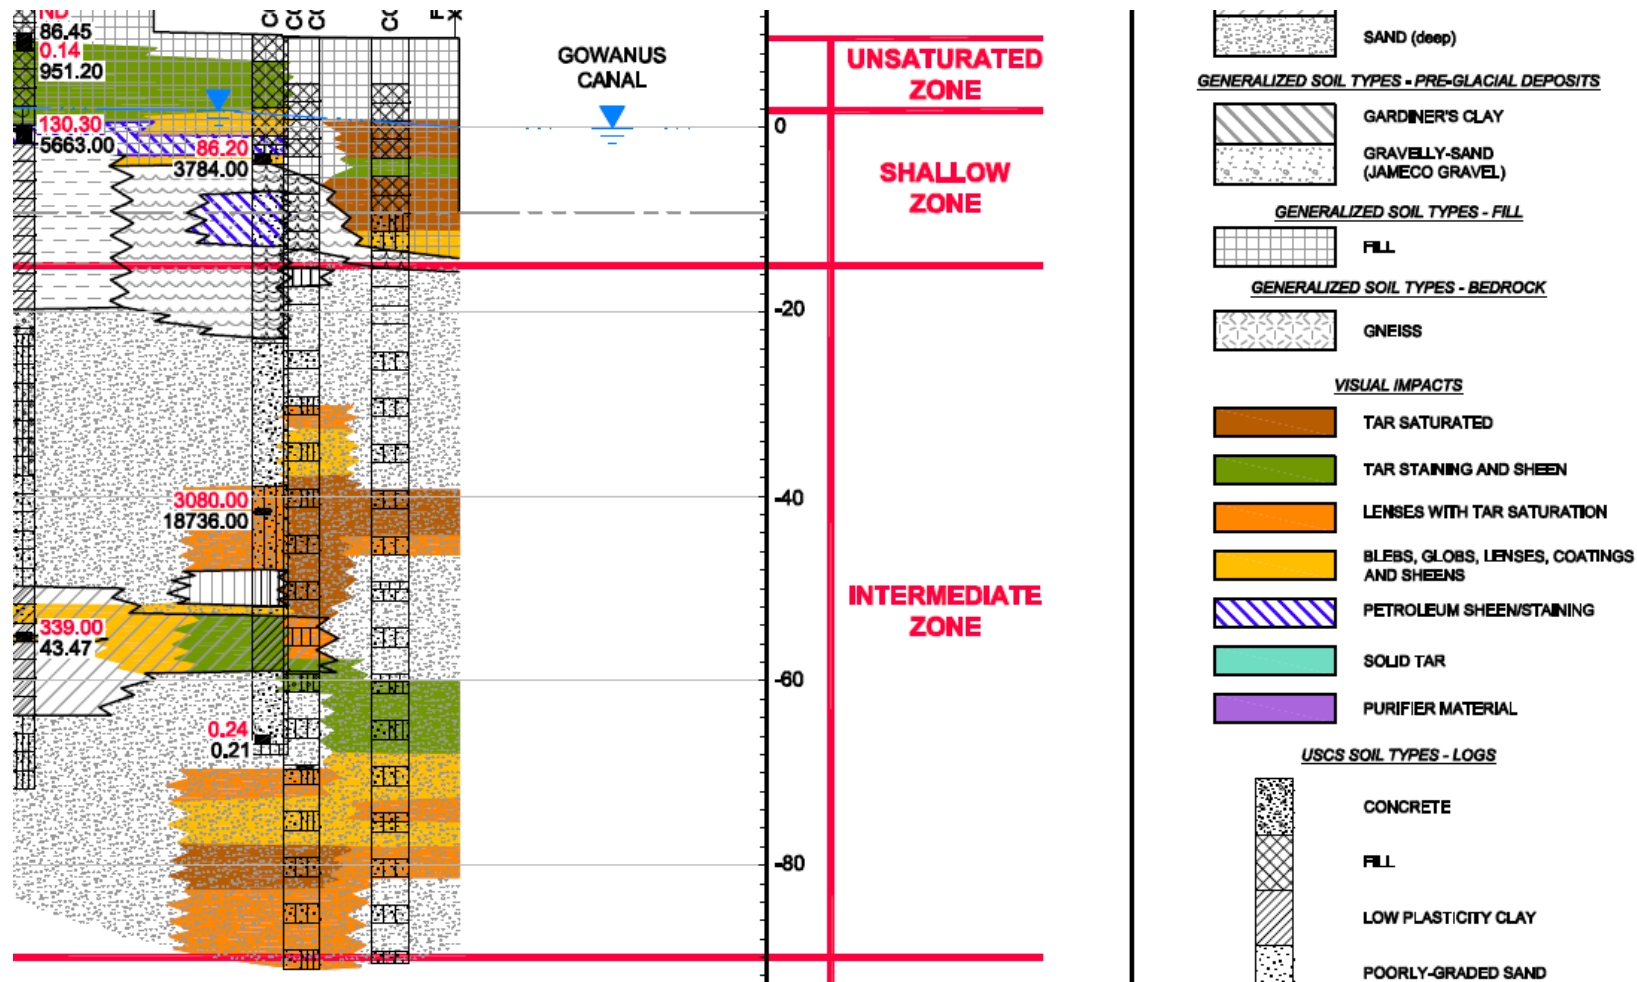 86.45
0.14
951.20
130.30
5663.00
86.20
3784.00
3080.00
18736.00
339.00
43.47
0.24
0.21
GOWANUS
CANAL
0
-20
-40
-60
-80
UNSATURATED
ZONE
SHALLOW
ZONE
INTERMEDIATE
ZONE
SAND (deep)
GENERALIZED SOIL TYPES - PRE-GLACIAL DEPOSITS
GARDINER'S CLAY
GRAVELLY-SAND
(JAMECO GRAVEL)
GENERALIZED SOIL TYPES - FILL
FILL
GENERALIZED SOIL TYPES - BEDROCK
GNEISS
VISUAL IMPACTS
TAR SATURATED
TAR STAINING AND SHEEN
LENSES WITH TAR SATURATION
BLEBS, GLOBS, LENSES, COATINGS
AND SHEENS
PETROLEUM SHEEN/STAINING
SOLID TAR
PURIFIER MATERIAL
USCS SOIL TYPES - LOGS
CONCRETE
FILL
LOW PLASTICITY CLAY
POORLY-GRADED SAND